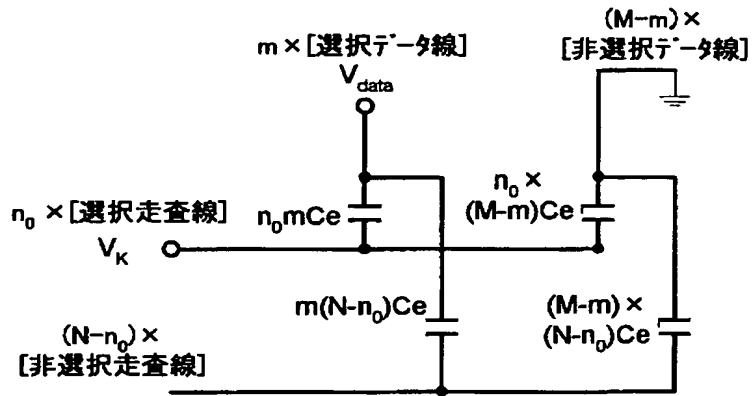 m × [選択データ線]
V_data
(M-m) ×
[非選択データ線]
n₀ × [選択走査線]
V_K
n₀mCe
n₀ ×
(M-m)Ce
m(N-n₀)Ce
(M-m) ×
(N-n₀)Ce
(N-n₀) ×
[非選択走査線]